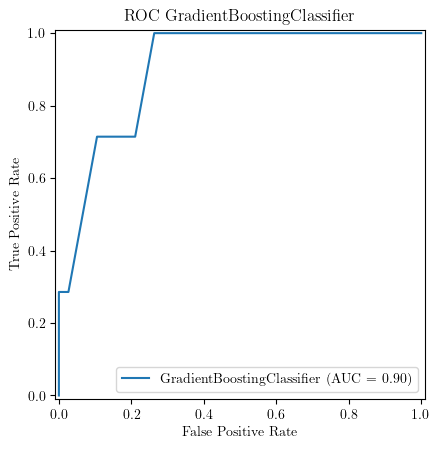 ROC GradientBoostingClassifier
True Positive Rate
1.0
0.8
0.6
0.4
0.2
0.0
GradientBoostingClassifier (AUC = 0.90)
0.0 0.2 0.4 0.6 0.8 1.0
False Positive Rate